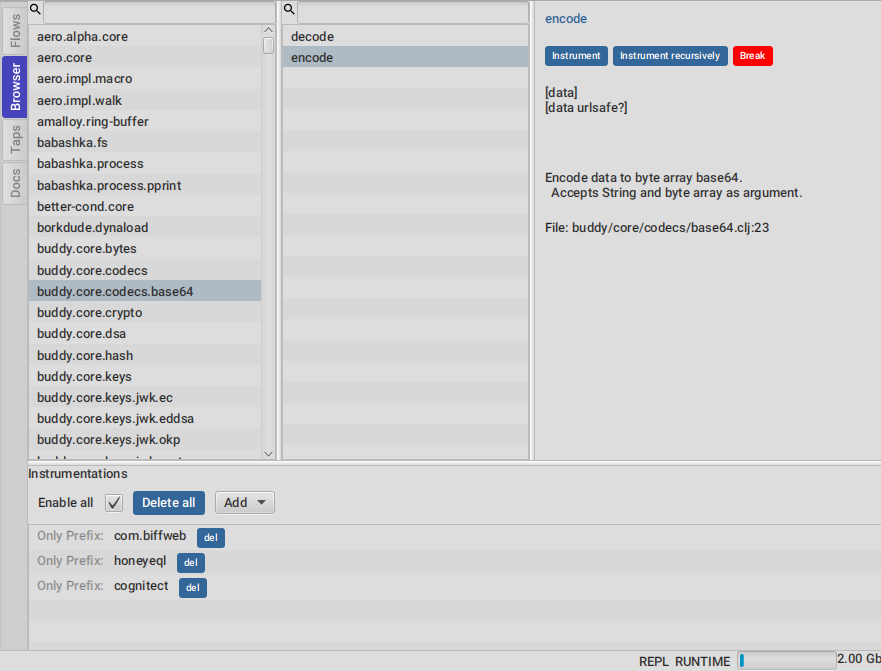 Flows
Browser
Taps
Docs
aero.alpha.core
aero.core
aero.impl.macro
aero.impl.walk
amalloy.ring-buffer
babashka.fs
babashka.process
babashka.process.pprint
better-cond.core
borkdude.dynaload
buddy.core.bytes
buddy.core.codecs
buddy.core.codecs.base64
buddy.core.crypto
buddy.core.dsa
buddy.core.hash
buddy.core.keys
buddy.core.keys.jwk.ec
buddy.core.keys.jwk.eddsa
buddy.core.keys.jwk.okp
decode
encode
encode
Instrument Instrument recursively Break
[data]
[data urlsafe?]
Encode data to byte array base64.
Accepts String and byte array as argument.
File: buddy/core/codecs/base64.clj:23
Instrumentations
Enable all Delete all Add
Only Prefix: com.biffweb del
Only Prefix: honeyeql del
Only Prefix: cognitect del
REPL RUNTIME 2.00 Gb